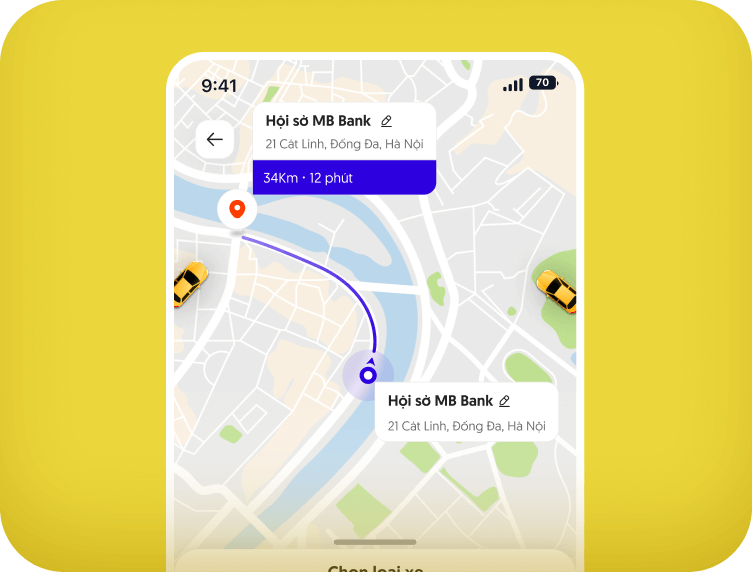 9:41
70
Hội sở MB Bank
21 Cát Linh, Đống Đa, Hà Nội
34Km · 12 phút
Hội sở MB Bank
21 Cát Linh, Đống Đa, Hà Nội
Chọn loại xe